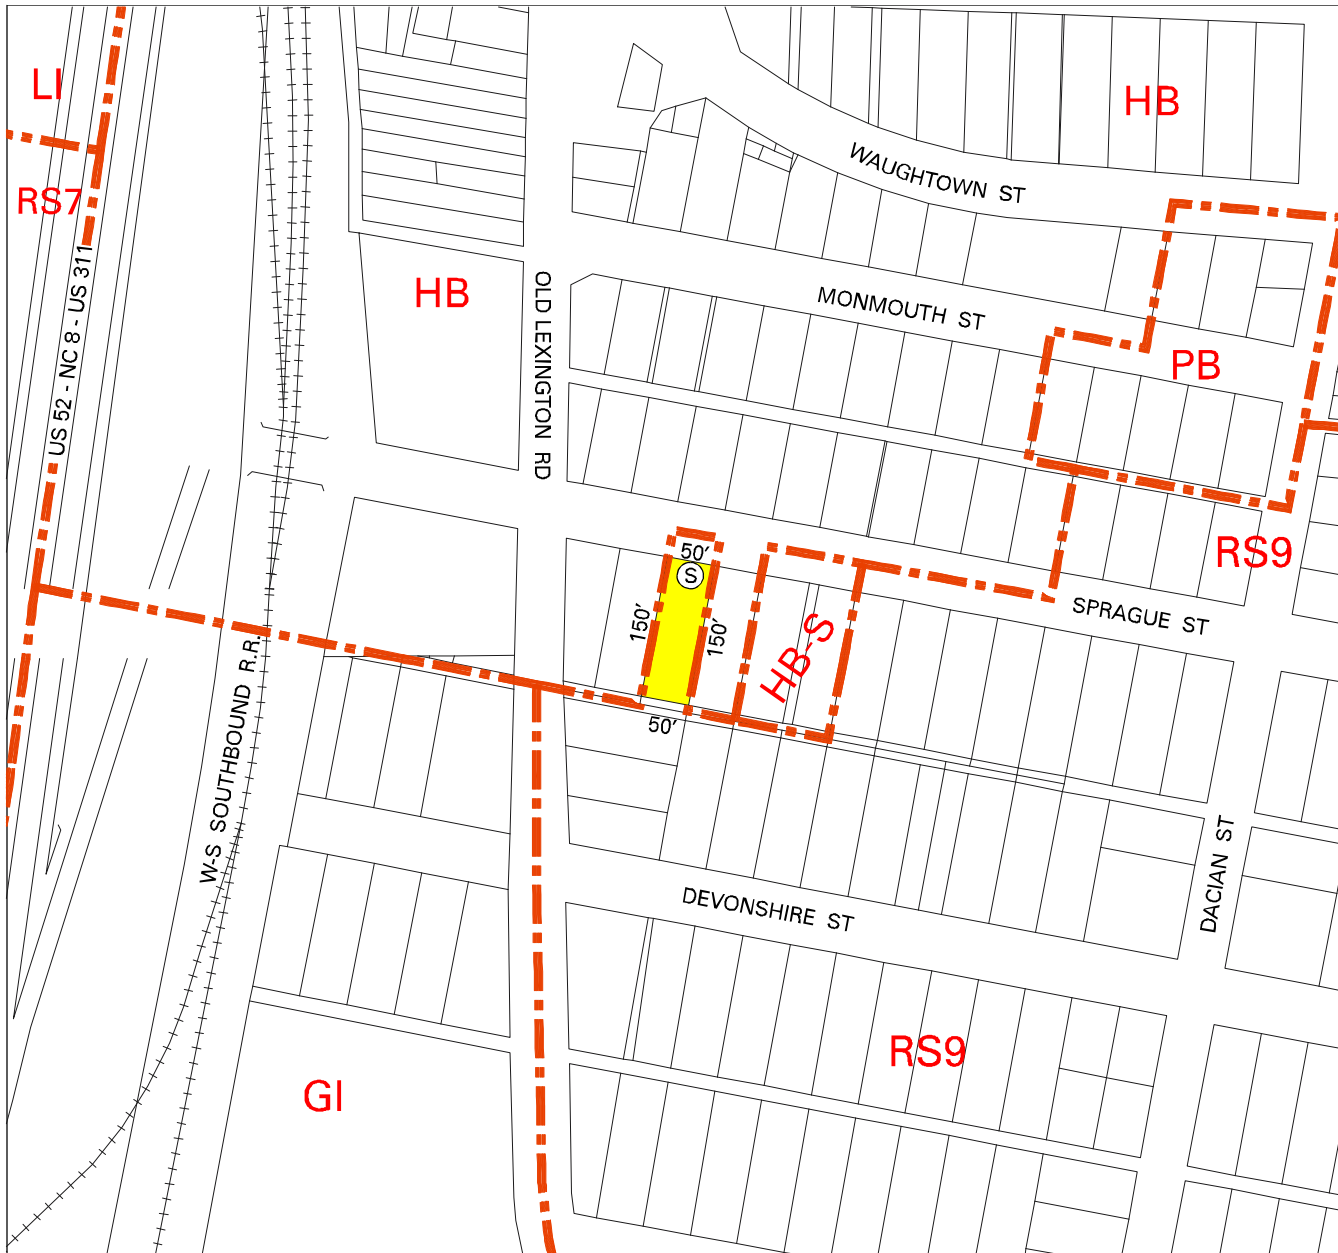 LI
HB
WAUGHTOWN ST
RS7
US 52 - NC 8 - US 311
HB
OLD LEXINGTON RD
MONMOUTH ST
PB
RS9
50'
S
150'
150'
HB-S
SPRAGUE ST
50'
W-S SOUTHBOUND R.R.
DEVONSHIRE ST
DACIAN ST
RS9
GI